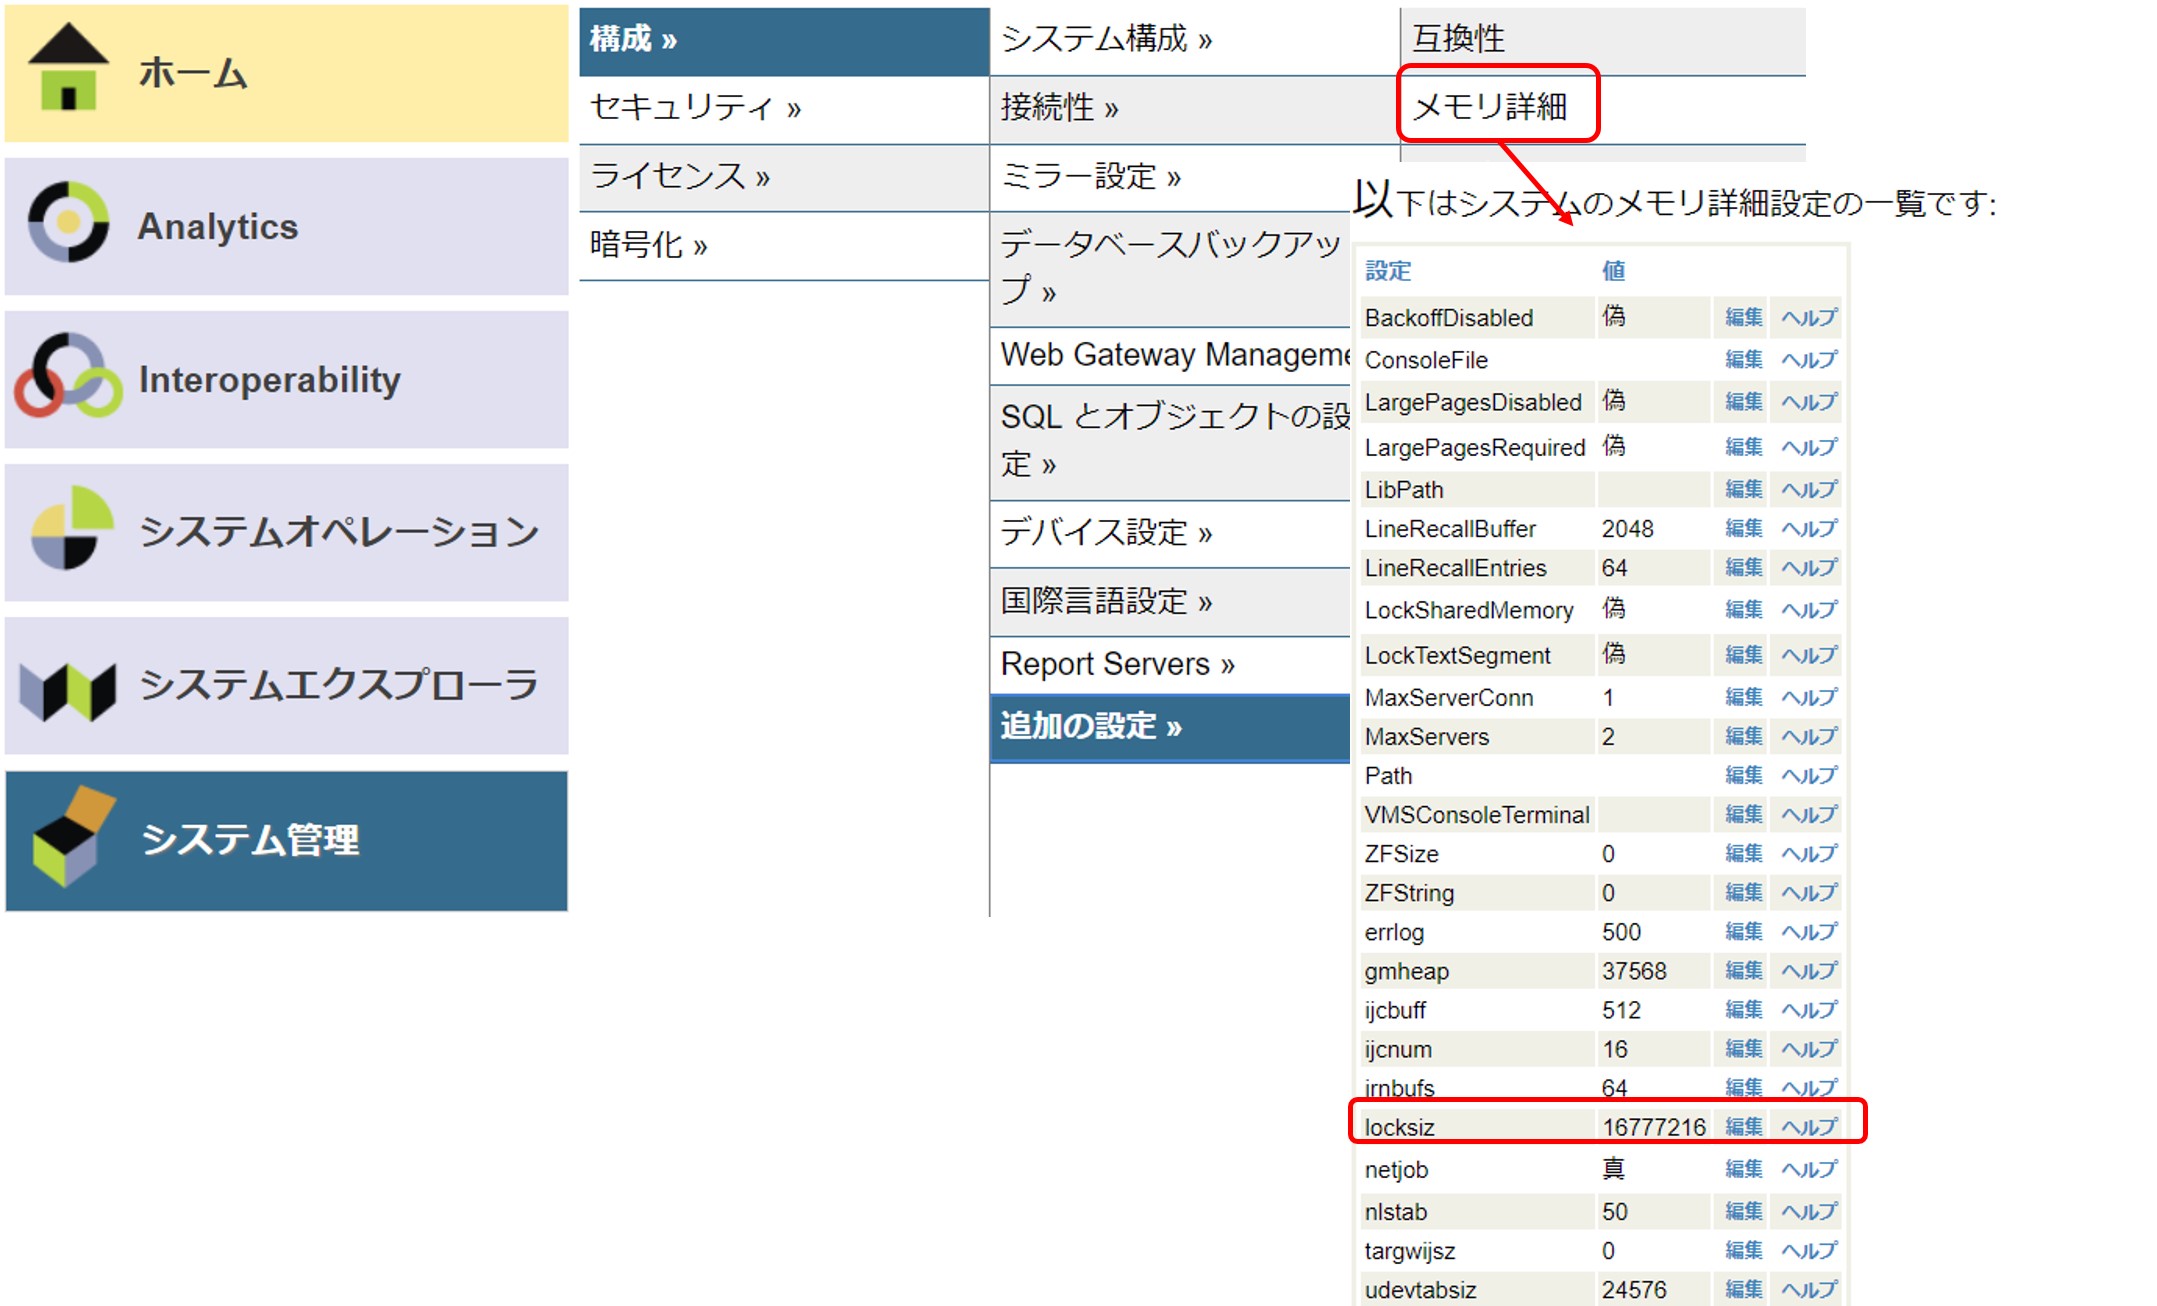 ホーム
Analytics
Interoperability
システムオペレーション
システムエクスプローラ
システム管理
構成 »
セキュリティ »
ライセンス »
暗号化 »
システム構成 »
接続性 »
ミラー設定 »
データベースバックアッ
プ »
Web Gateway Manageme
SQL とオブジェクトの設
定 »
デバイス設定 »
国際言語設定 »
Report Servers »
追加の設定 »
互換性
メモリ詳細
以下はシステムのメモリ詳細設定の一覧です:
設定 値
BackoffDisabled 偽 編集 ヘルプ
ConsoleFile 編集 ヘルプ
LargePagesDisabled 偽 編集 ヘルプ
LargePagesRequired 偽 編集 ヘルプ
LibPath 編集 ヘルプ
LineRecallBuffer 2048 編集 ヘルプ
LineRecallEntries 64 編集 ヘルプ
LockSharedMemory 偽 編集 ヘルプ
LockTextSegment 偽 編集 ヘルプ
MaxServerConn 1 編集 ヘルプ
MaxServers 2 編集 ヘルプ
Path 編集 ヘルプ
VMSConsoleTerminal 編集 ヘルプ
ZFSize 0 編集 ヘルプ
ZFString 0 編集 ヘルプ
errlog 500 編集 ヘルプ
gmheap 37568 編集 ヘルプ
ijcbuff 512 編集 ヘルプ
ijcnum 16 編集 ヘルプ
jrnbufs 64 編集 ヘルプ
locksiz 16777216 編集 ヘルプ
netjob 真 編集 ヘルプ
nlstab 50 編集 ヘルプ
targwijsz 0 編集 ヘルプ
udevtabsiz 24576 編集 ヘルプ